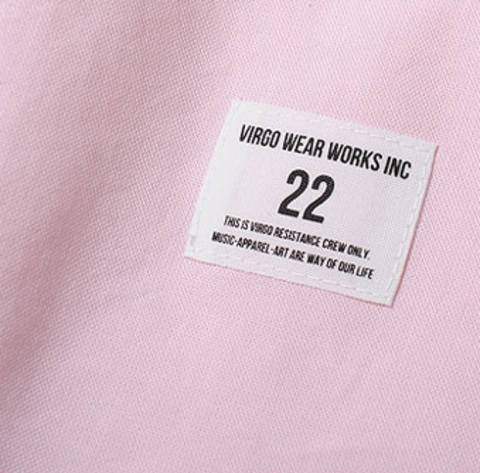 VIRGO WEAR WORKS INC
22
THIS IS VIRGO RESISTANCE CREW ONLY.
MUSIC-APPAREL-ART ARE WAY OF OUR LIFE